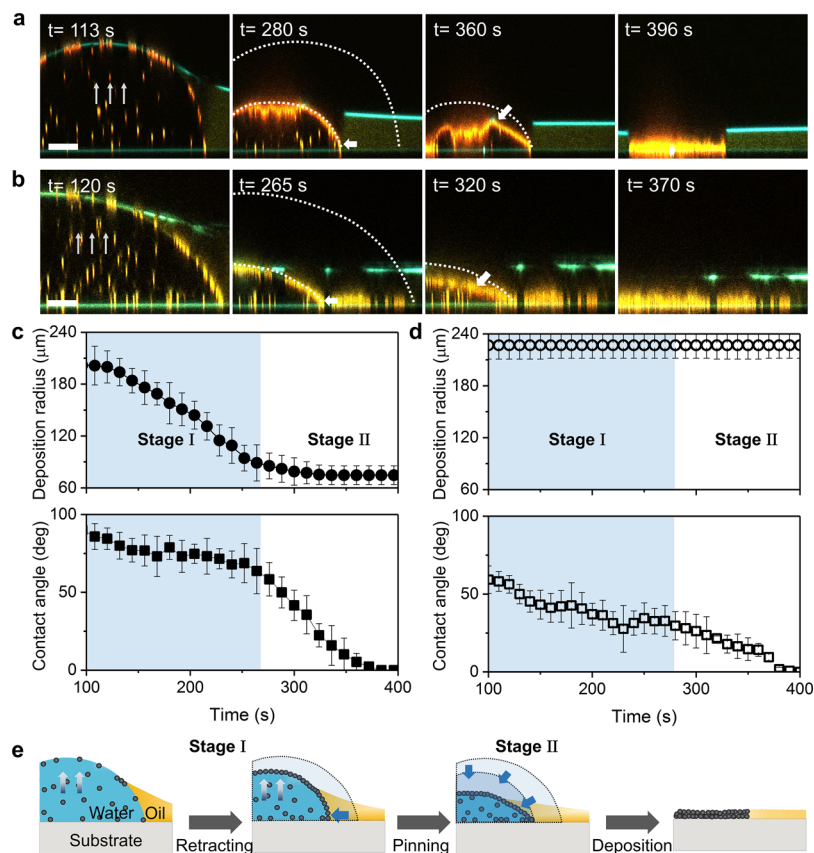 a
t= 113 s
t= 280 s
t= 360 s
t= 396 s
b
t= 120 s
t= 265 s
t= 320 s
t= 370 s
c
240
180
120
60
Deposition radius (μm)
Stage I
Stage II
100
50
0
Contact angle (deg)
100
200
300
400
Time (s)
d
240
180
120
60
Deposition radius (μm)
Stage I
Stage II
100
50
0
Contact angle (deg)
100
200
300
400
Time (s)
e
Stage I
Stage II
Water
Oil
Substrate
Retracting
Pinning
Deposition